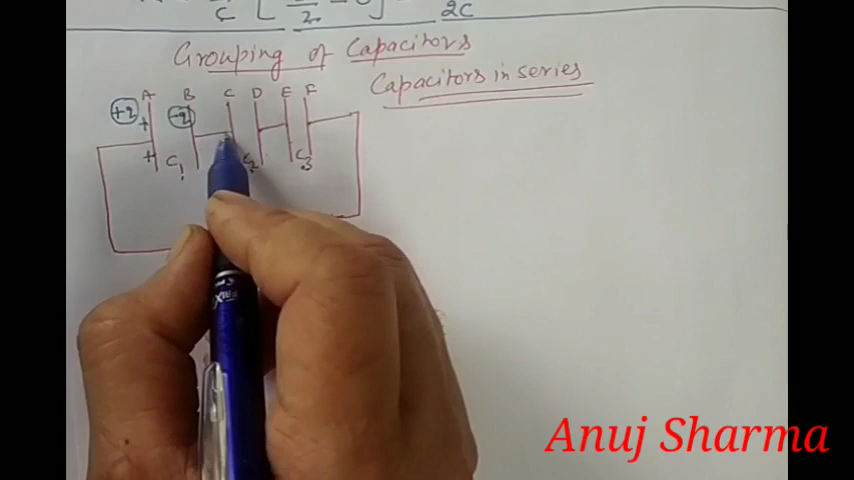 2C
Grouping of Capacitors
Capacitors in series
A B C D E F
+q -q
+
+
C1 C2 C3
Anuj Sharma